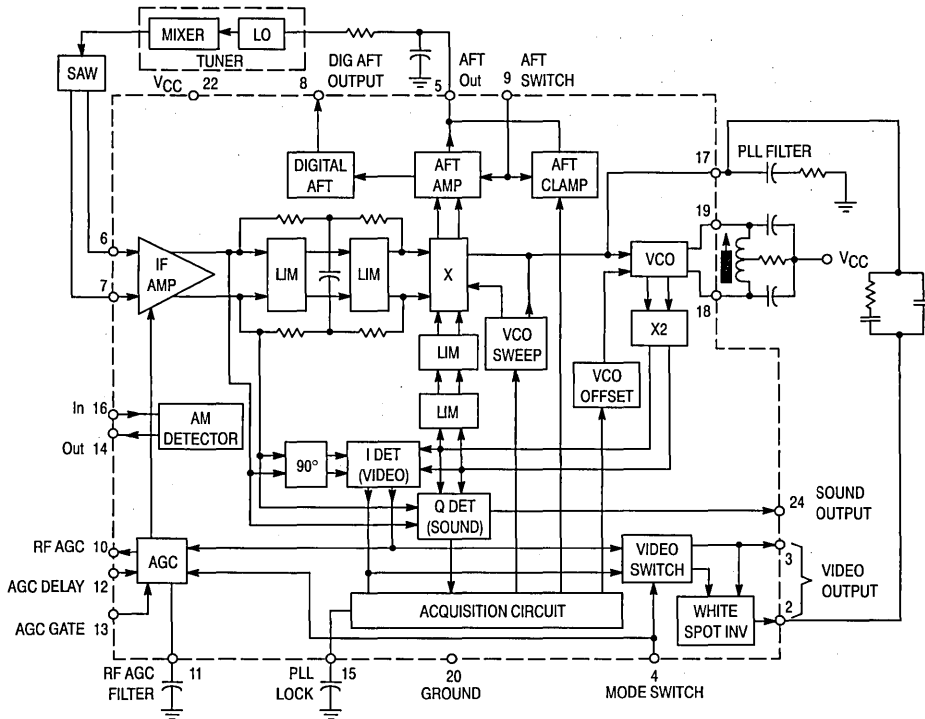 MIXER
LO
TUNER
SAW
VCC
22
DIG AFT
OUTPUT
8
AFT
Out
5
AFT
SWITCH
9
DIGITAL
AFT
AFT
AMP
AFT
CLAMP
17
PLL FILTER
6
7
IF
AMP
LIM
LIM
X
VCO
19
18
VCC
VCO
SWEEP
X2
LIM
VCO
OFFSET
LIM
In 16
Out 14
AM
DETECTOR
90°
I DET
(VIDEO)
Q DET
(SOUND)
24
SOUND
OUTPUT
RF AGC 10
AGC DELAY 12
AGC GATE 13
AGC
VIDEO
SWITCH
3
VIDEO
OUTPUT
2
WHITE
SPOT INV
ACQUISITION CIRCUIT
RF AGC
FILTER
11
PLL
LOCK
15
20
GROUND
4
MODE SWITCH